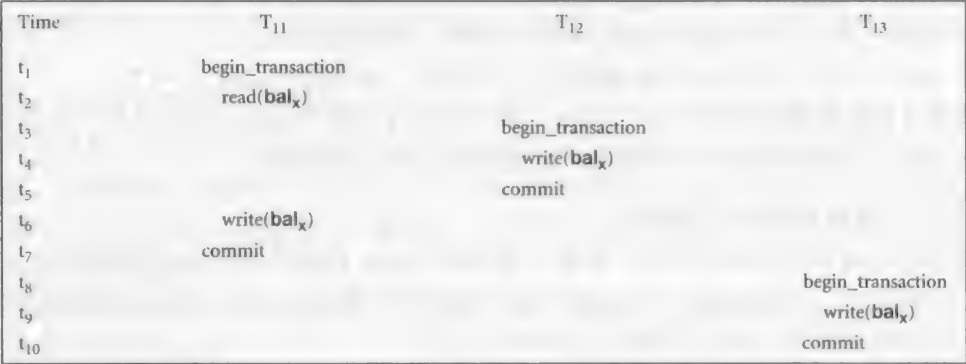 Time T₁₁ T₁₂ T₁₃
t₁ begin_transaction
t₂ read(balₓ)
t₃ begin_transaction
t₄ write(balₓ)
t₅ commit
t₆ write(balₓ)
t₇ commit
t₈ begin_transaction
t₉ write(balₓ)
t₁₀ commit